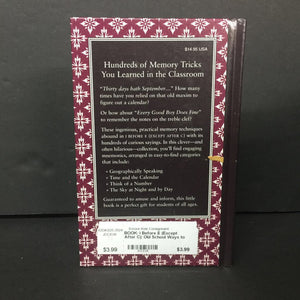 $14.95 USA
Hundreds of Memory Tricks
You Learned in the Classroom
"Thirty days hath September..." How many
times have you relied on that old maxim to
figure out a calendar?
Or how about "Every Good Boy Does Fine"
to remember the notes on the treble clef?
These ingenious, practical memory techniques
abound in I BEFORE E (EXCEPT AFTER C) with its
hundreds of curious sayings. In this clever—and
often hilarious—collection, you'll find engaging
mnemonics, arranged in easy-to-find categories
that include:
• Geographically Speaking
• Time and the Calendar
• Think of a Number
• The Sky at Night and by Day
Guaranteed to amuse and inform, this little
book is a perfect gift for students of all ages.
BOOK I Before E (Except
After C): Old School Ways to
$3.99
$3.99